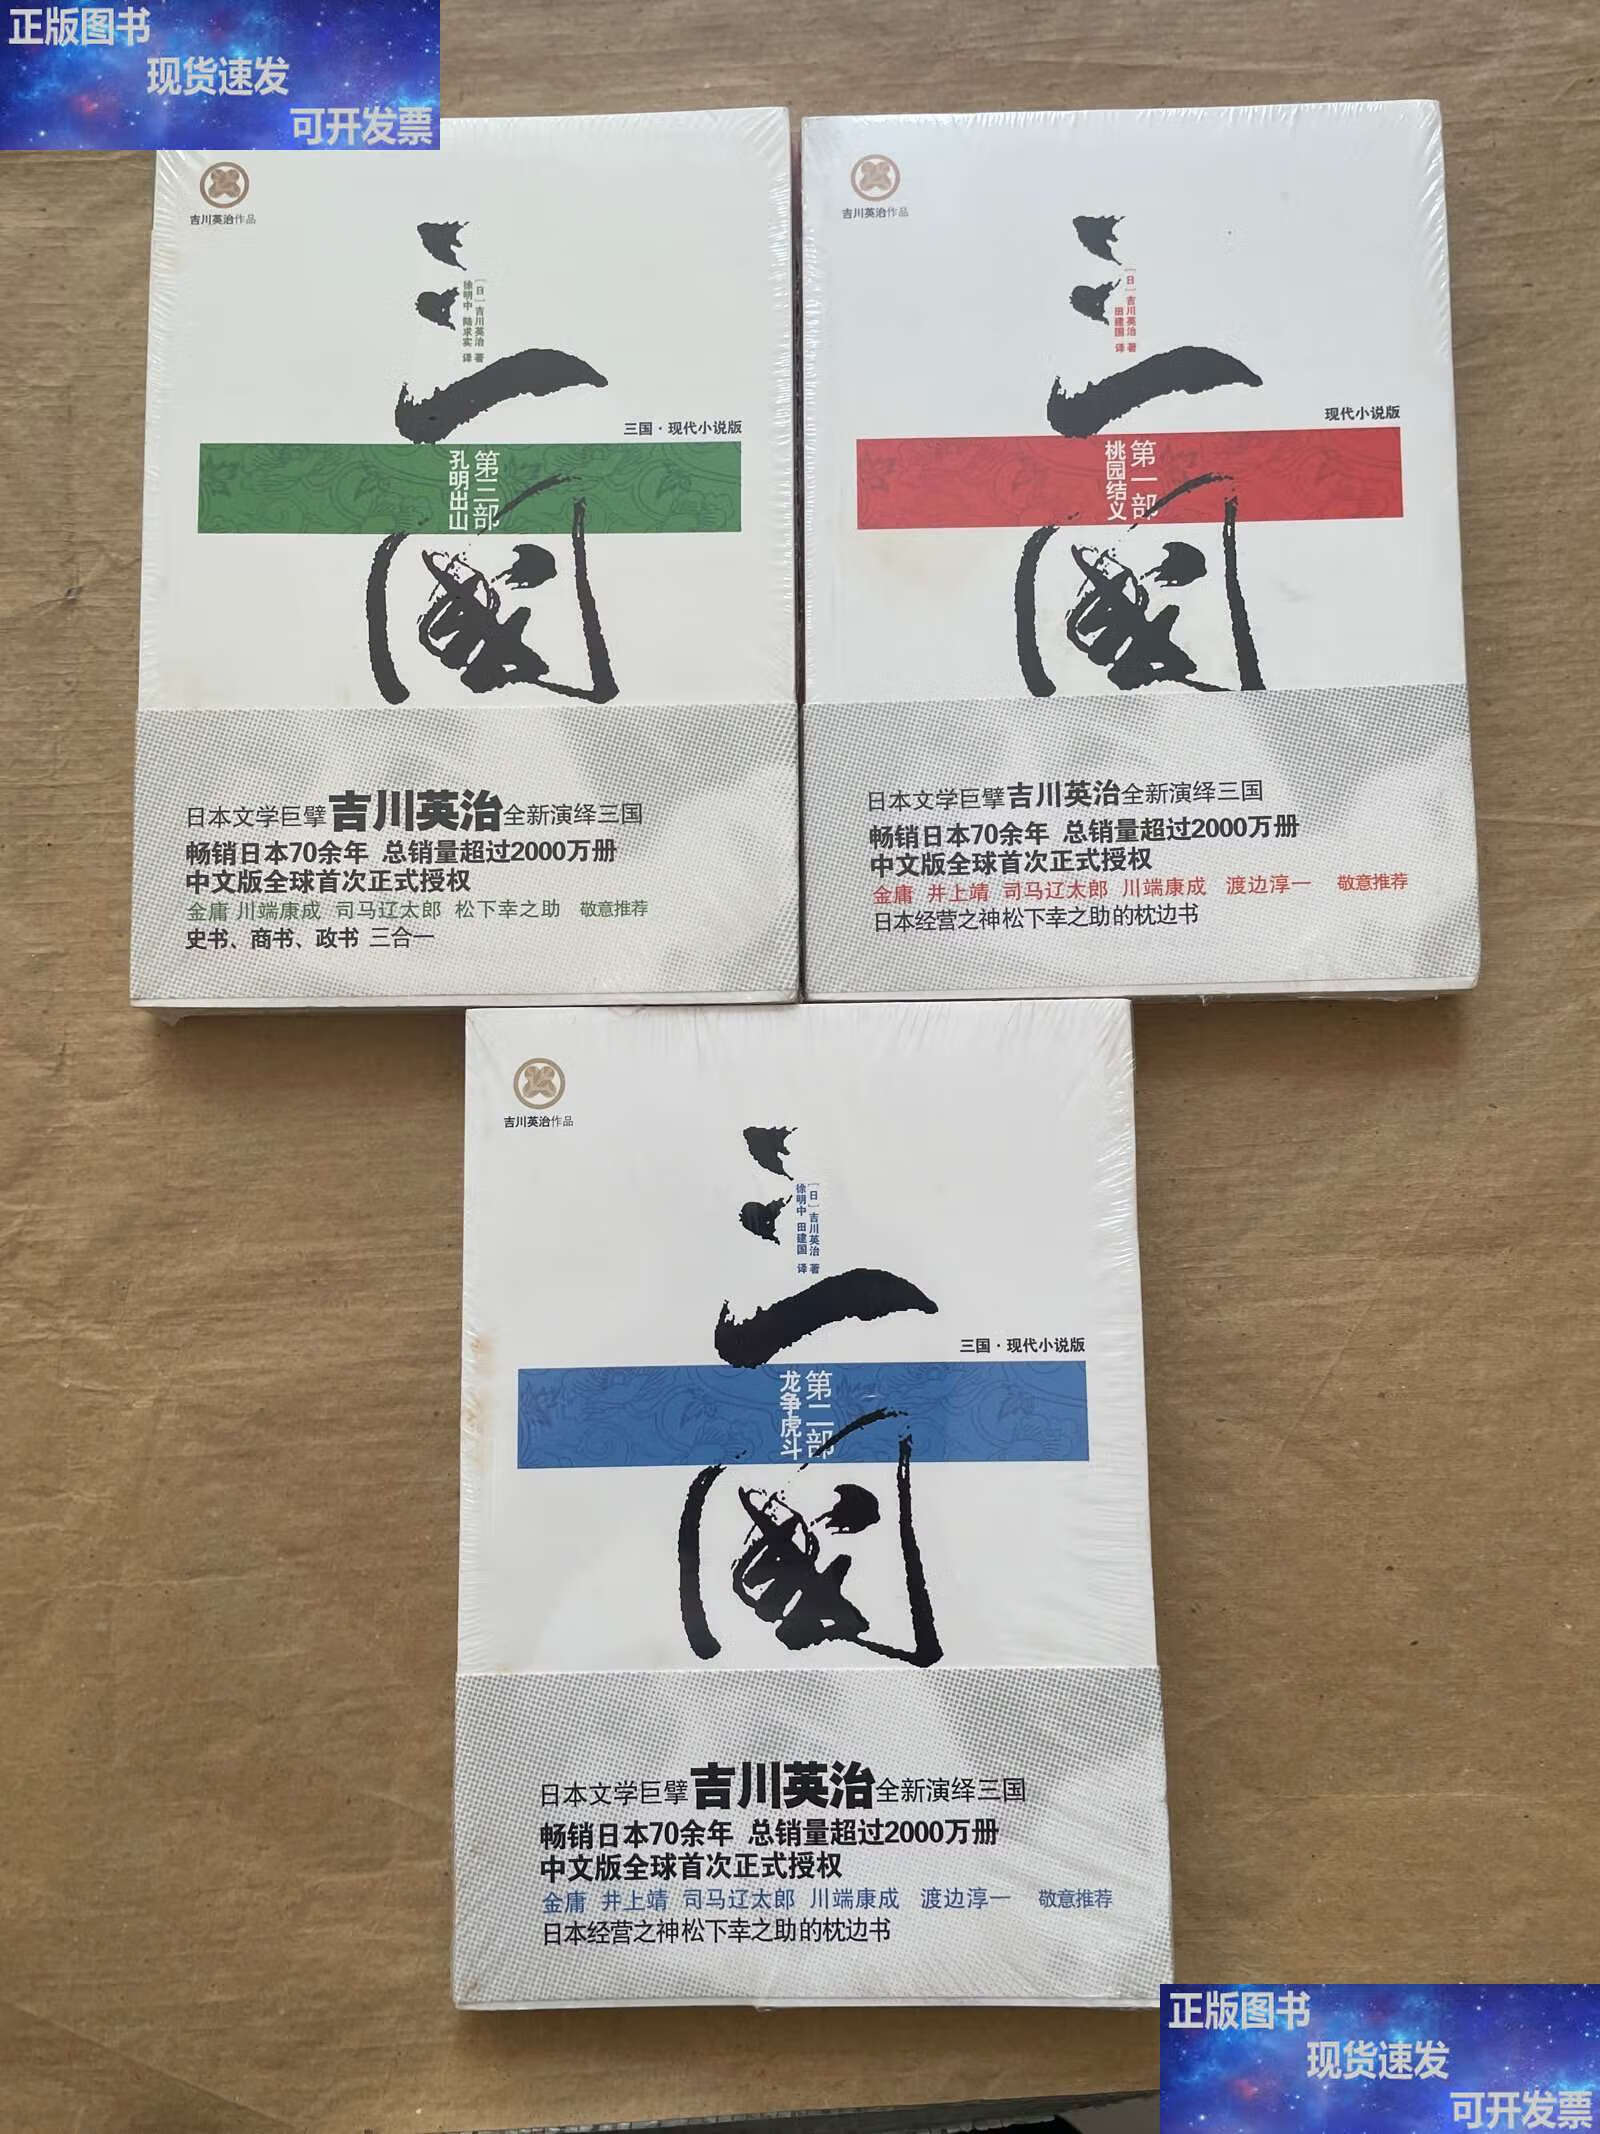 正版图书
现货速发
可开发票
吉川英治作品
三国
[日]吉川英治 著
徐明中 陆求实 译
三国·现代小说版
第三部
孔明出山
日本文学巨擘吉川英治全新演绎三国
畅销日本70余年 总销量超过2000万册
中文版全球首次正式授权
金庸 川端康成 司马辽太郎 松下幸之助 敬意推荐
史书、商书、政书 三合一
吉川英治作品
三国
[日]吉川英治 著
田建国 译
现代小说版
第一部
桃园结义
日本文学巨擘吉川英治全新演绎三国
畅销日本70余年 总销量超过2000万册
中文版全球首次正式授权
金庸 井上靖 司马辽太郎 川端康成 渡边淳一 敬意推荐
日本经营之神松下幸之助的枕边书
吉川英治作品
三国
[日]吉川英治 著
徐明中 田建国 译
三国·现代小说版
第二部
龙争虎斗
日本文学巨擘吉川英治全新演绎三国
畅销日本70余年 总销量超过2000万册
中文版全球首次正式授权
金庸 井上靖 司马辽太郎 川端康成 渡边淳一 敬意推荐
日本经营之神松下幸之助的枕边书
正版图书
现货速发
可开发票